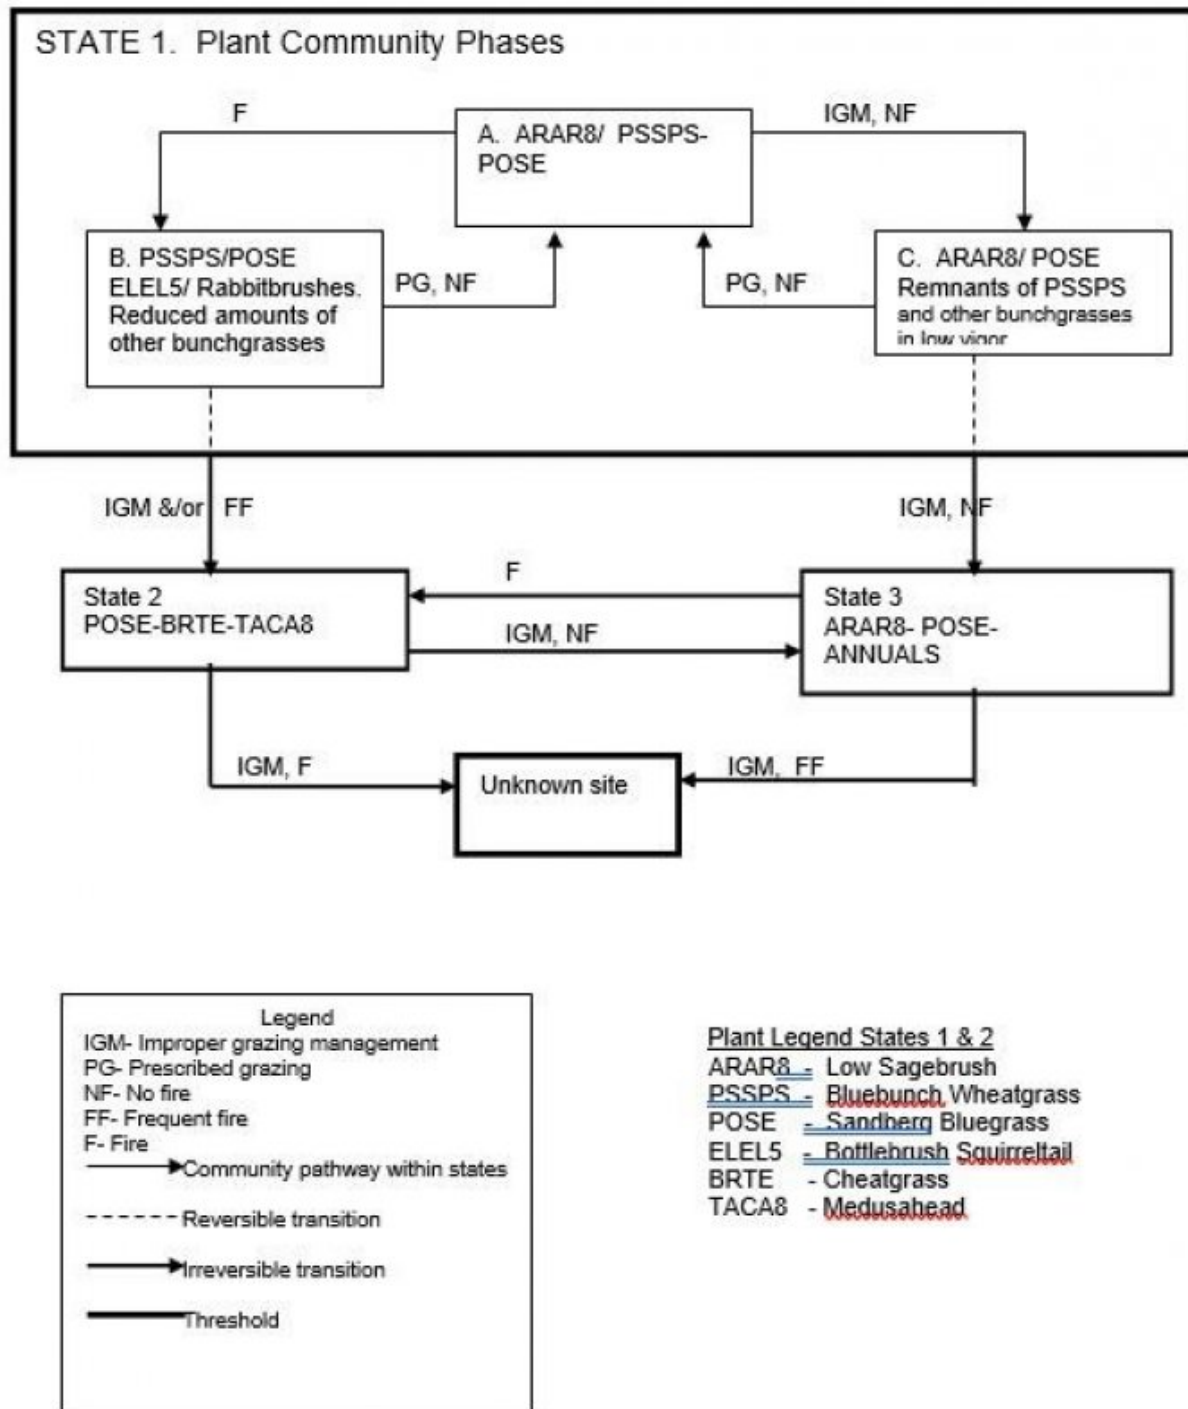 STATE 1.  Plant Community Phases
F
IGM, NF
A.  ARAR8/  PSSPS-
POSE
B. PSSPS/POSE
ELEL5/ Rabbitbrushes.
Reduced amounts of
other bunchgrasses
PG, NF
PG, NF
C.  ARAR8/ POSE
Remnants of PSSPS
and other bunchgrasses
in low vigor
IGM &/or   FF
IGM, NF
State 2
POSE-BRTE-TACA8
F
IGM, NF
State 3
ARAR8- POSE-
ANNUALS
IGM, F
Unknown site
IGM,  FF
Legend
IGM- Improper grazing management
PG- Prescribed grazing
NF- No fire
FF- Frequent fire
F- Fire
Community pathway within states
Reversible transition
Irreversible transition
Threshold
Plant Legend States 1 & 2
ARAR8  -  Low Sagebrush
PSSPS  -  Bluebunch Wheatgrass
POSE    -  Sandberg Bluegrass
ELEL5   -  Bottlebrush Squirreltail
BRTE     - Cheatgrass
TACA8   - Medusahead